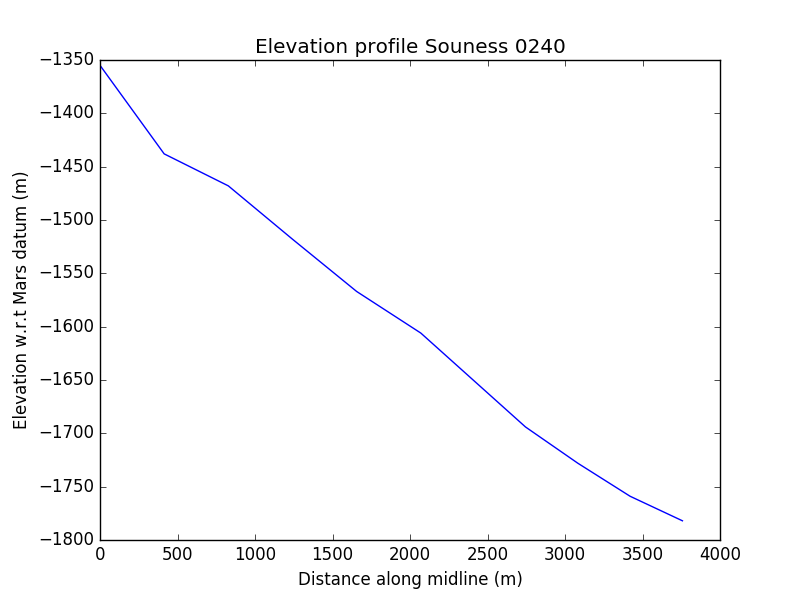 Elevation profile Souness 0240
−1350
−1400
−1450
−1500
−1550
−1600
−1650
−1700
−1750
−1800
Elevation w.r.t Mars datum (m)
0 500 1000 1500 2000 2500 3000 3500 4000
Distance along midline (m)